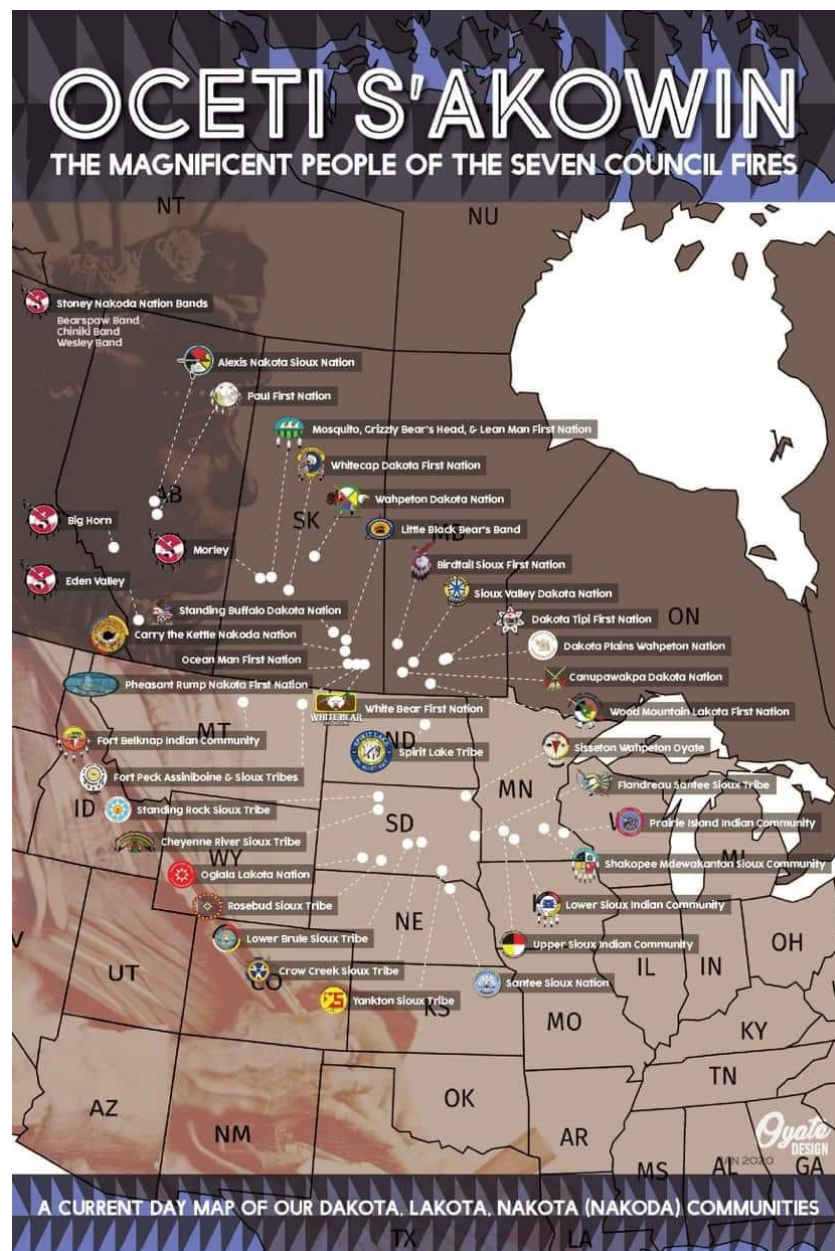 OCETI S'AKOWIN
THE MAGNIFICENT PEOPLE OF THE SEVEN COUNCIL FIRES
NT
NU
Stoney Nakoda Nation Bands
Bearspaw Band
Chiniki Band
Wesley Band
Alexis Nakota Sioux Nation
Paul First Nation
Mosquito, Grizzly Bear's Head, & Lean Man First Nation
Whitecap Dakota First Nation
AB
Wahpeton Dakota Nation
Big Horn
SK
Little Black Bear's Band
MB
Morley
Birdtail Sioux First Nation
Eden Valley
Sioux Valley Dakota Nation
Standing Buffalo Dakota Nation
Dakota Tipi First Nation
ON
Carry the Kettle Nakoda Nation
Dakota Plains Wahpeton Nation
Ocean Man First Nation
Canupawakpa Dakota Nation
Pheasant Rump Nakota First Nation
WHITE BEAR
White Bear First Nation
Wood Mountain Lakota First Nation
MT
Fort Belknap Indian Community
SPIRIT LAKE
ND
Spirit Lake Tribe
Sisseton Wahpeton Oyate
Fort Peck Assiniboine & Sioux Tribes
Flandreau Santee Sioux Tribe
MN
ID
Standing Rock Sioux Tribe
SD
Prairie Island Indian Community
Cheyenne River Sioux Tribe
WY
MI
Shakopee Mdewakanton Sioux Community
Oglala Lakota Nation
Rosebud Sioux Tribe
Lower Sioux Indian Community
NE
Lower Brule Sioux Tribe
Upper Sioux Indian Community
OH
UT
Crow Creek Sioux Tribe
CO
IL
IN
Santee Sioux Nation
YS
Yankton Sioux Tribe
KS
MO
KY
TN
AZ
NM
OK
AR
Oyate
DESIGN
JAN 2020
MS
AL
GA
A CURRENT DAY MAP OF OUR DAKOTA, LAKOTA, NAKOTA (NAKODA) COMMUNITIES
TX
LA